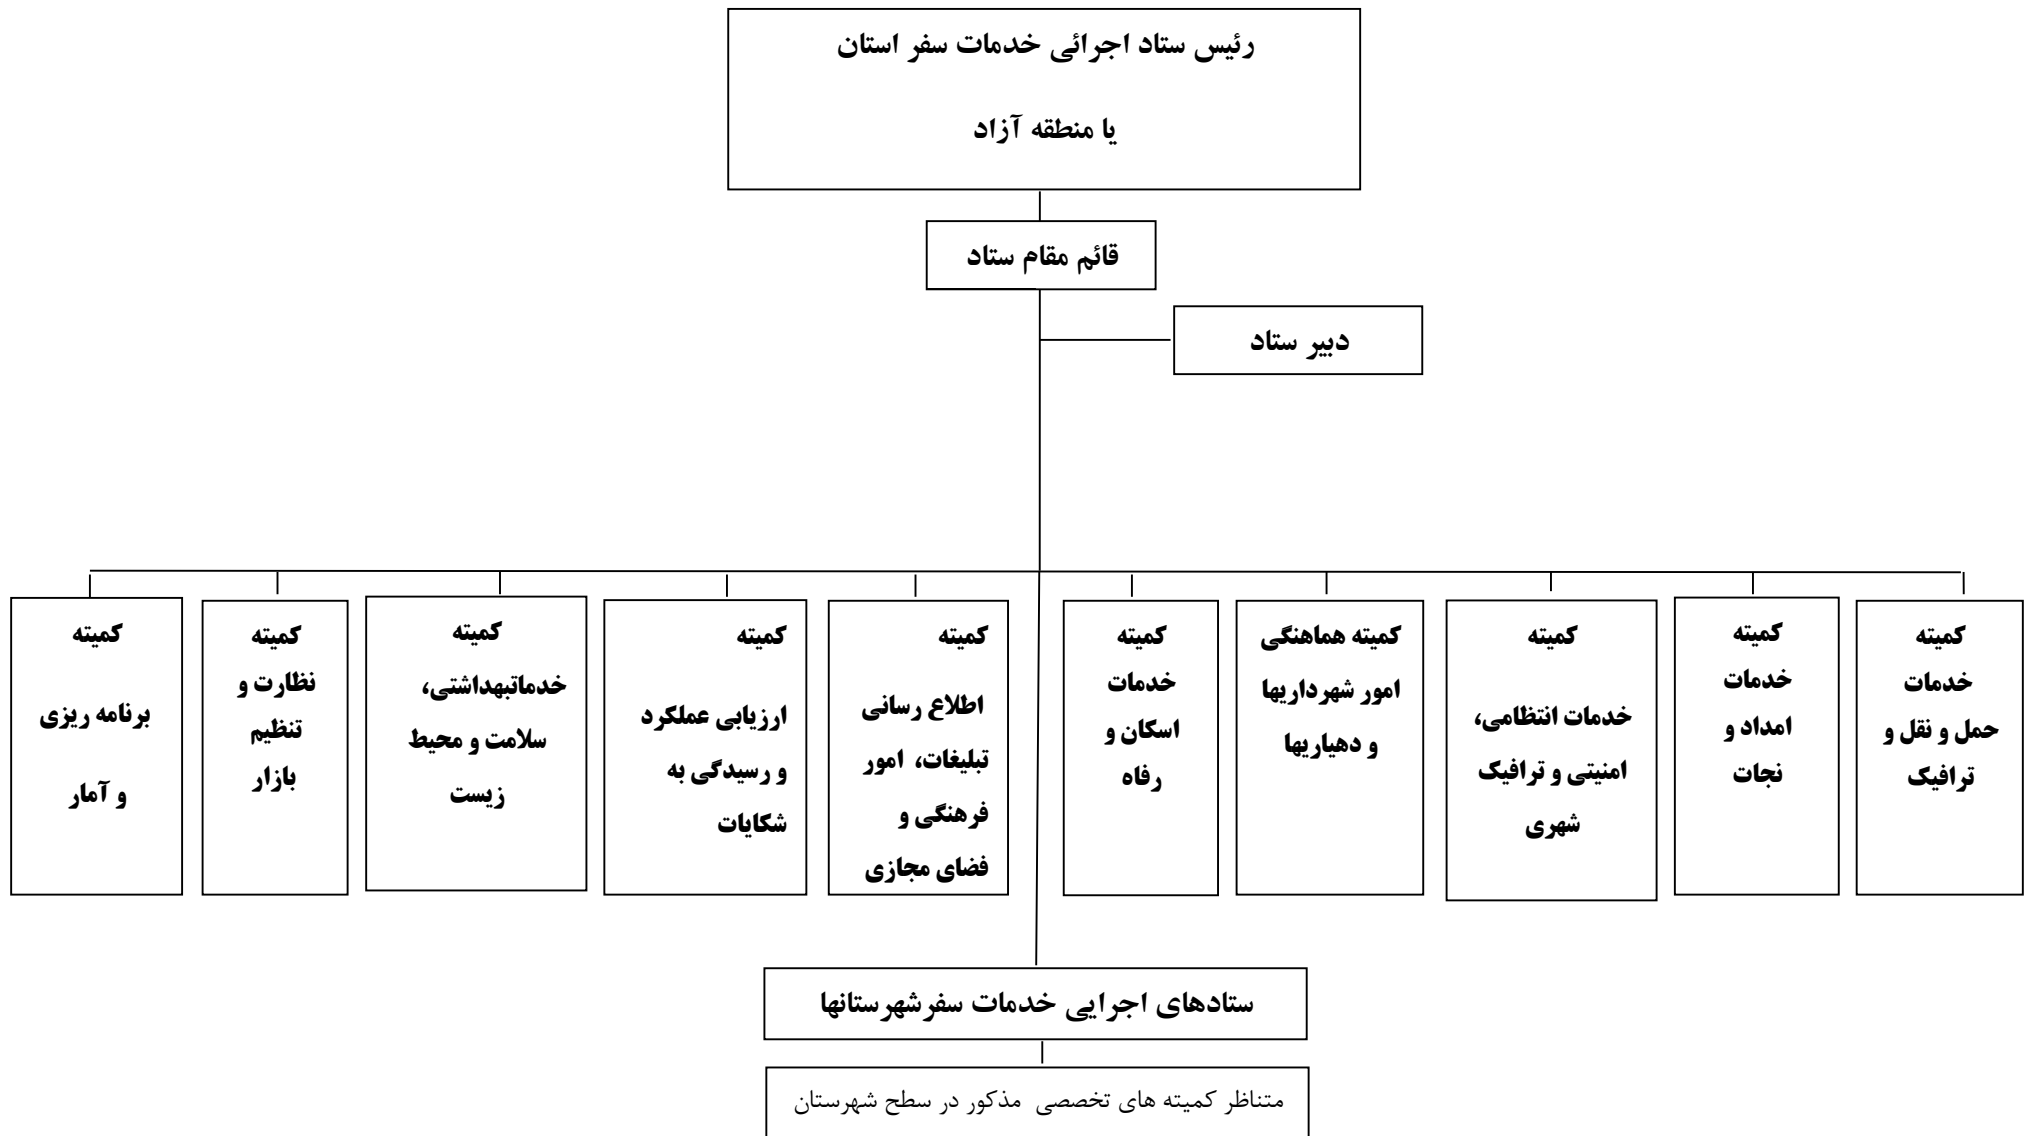 رئیس ستاد اجرائی خدمات سفر استان
یا منطقه آزاد
قائم مقام ستاد
دبیر ستاد
کمیته
خدمات
حمل و نقل و
ترافیک
کمیته
خدمات
امداد و
نجات
کمیته
خدمات انتظامی،
امنیتی و ترافیک
شهری
کمیته هماهنگی
امور شهرداریها
و دهیاریها
کمیته
خدمات
اسکان و
رفاه
کمیته
اطلاع رسانی
تبلیغات، امور
فرهنگی و
فضای مجازی
کمیته
ارزیابی عملکرد
و رسیدگی به
شکایات
کمیته
خدماتبهداشتی،
سلامت و محیط
زیست
کمیته
نظارت و
تنظیم
بازار
کمیته
برنامه ریزی
و آمار
ستادهای اجرایی خدمات سفرشهرستانها
متناظر کمیته های تخصصی مذکور در سطح شهرستان